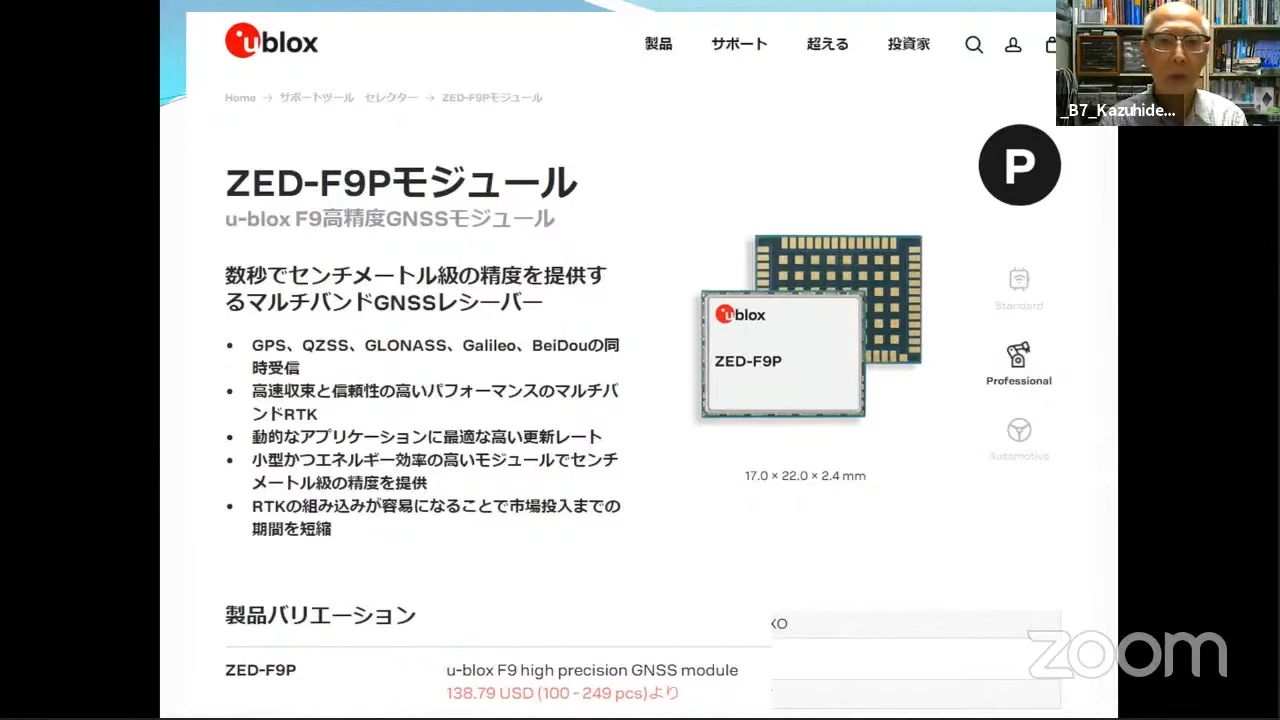 ublox
製品 サポート 超える 投資家
Home → サポートツール セレクター → ZED-F9Pモジュール
_B7_Kazuhide...
P
ZED-F9Pモジュール
u-blox F9高精度GNSSモジュール
数秒でセンチメートル級の精度を提供す
るマルチバンドGNSSレシーバー
• GPS、QZSS、GLONASS、Galileo、BeiDouの同
時受信
• 高速収束と信頼性の高いパフォーマンスのマルチバ
ンドRTK
• 動的なアプリケーションに最適な高い更新レート
• 小型かつエネルギー効率の高いモジュールでセンチ
メートル級の精度を提供
• RTKの組み込みが容易になることで市場投入までの
期間を短縮
ublox
ZED-F9P
17.0 × 22.0 × 2.4 mm
Standard
Professional
Automotive
製品バリエーション
XO
ZED-F9P u-blox F9 high precision GNSS module
138.79 USD (100 - 249 pcs)より
zoom